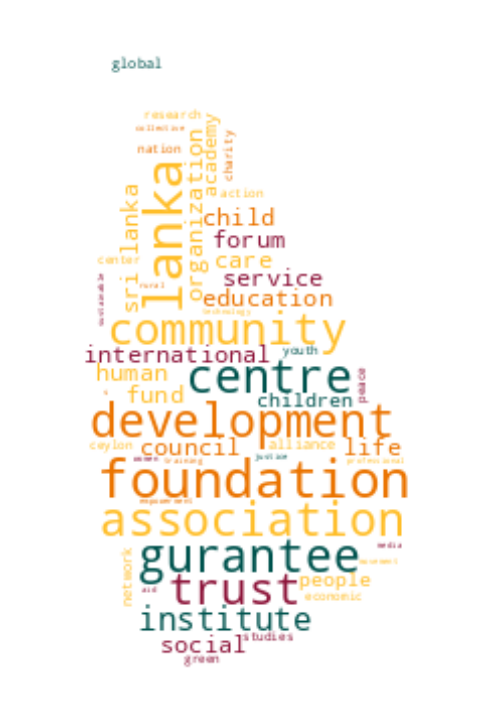 global
research
collective
nation
charity
academy
organization
lanka
sri lanka
action
child
forum
center
care
service
rural
education
technology
community
international
youth
human
centre
peace
fund
children
development
ceylon
council
alliance
life
justice
women
training
professional
foundation
empowerment
association
gurantee
media
movement
network
aid
trust
people
economic
institute
social
studies
green